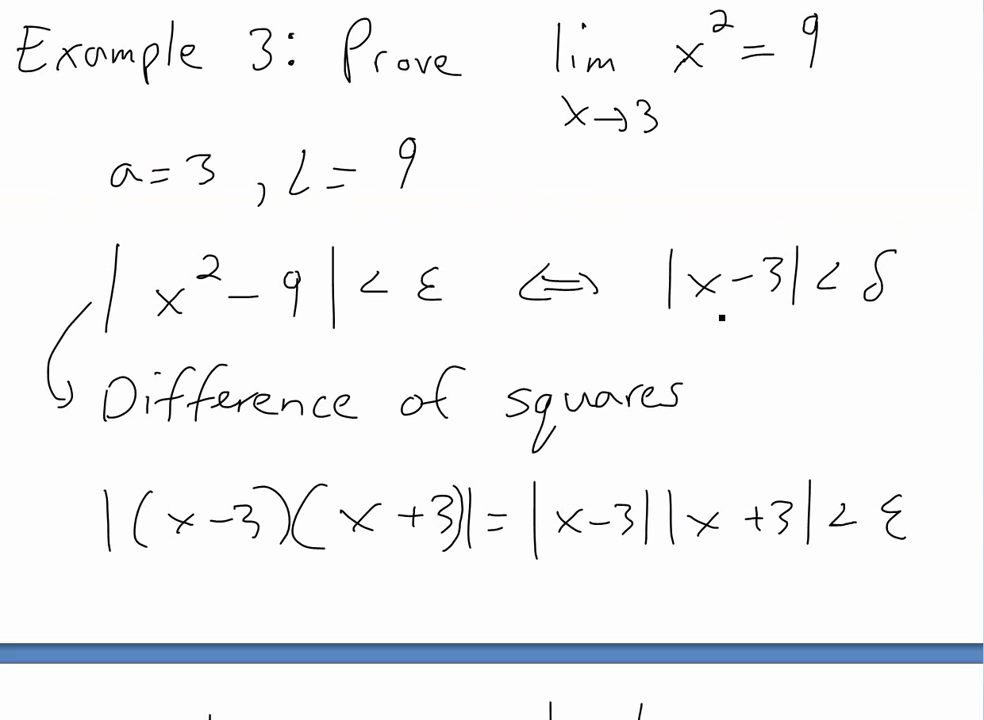 Example 3: Prove lim x² = 9
x→3
a=3 , L= 9
| x² - 9 | < ε ⟺ |x-3| < δ
Difference of squares
|(x-3)(x+3)| = |x-3||x+3| < ε